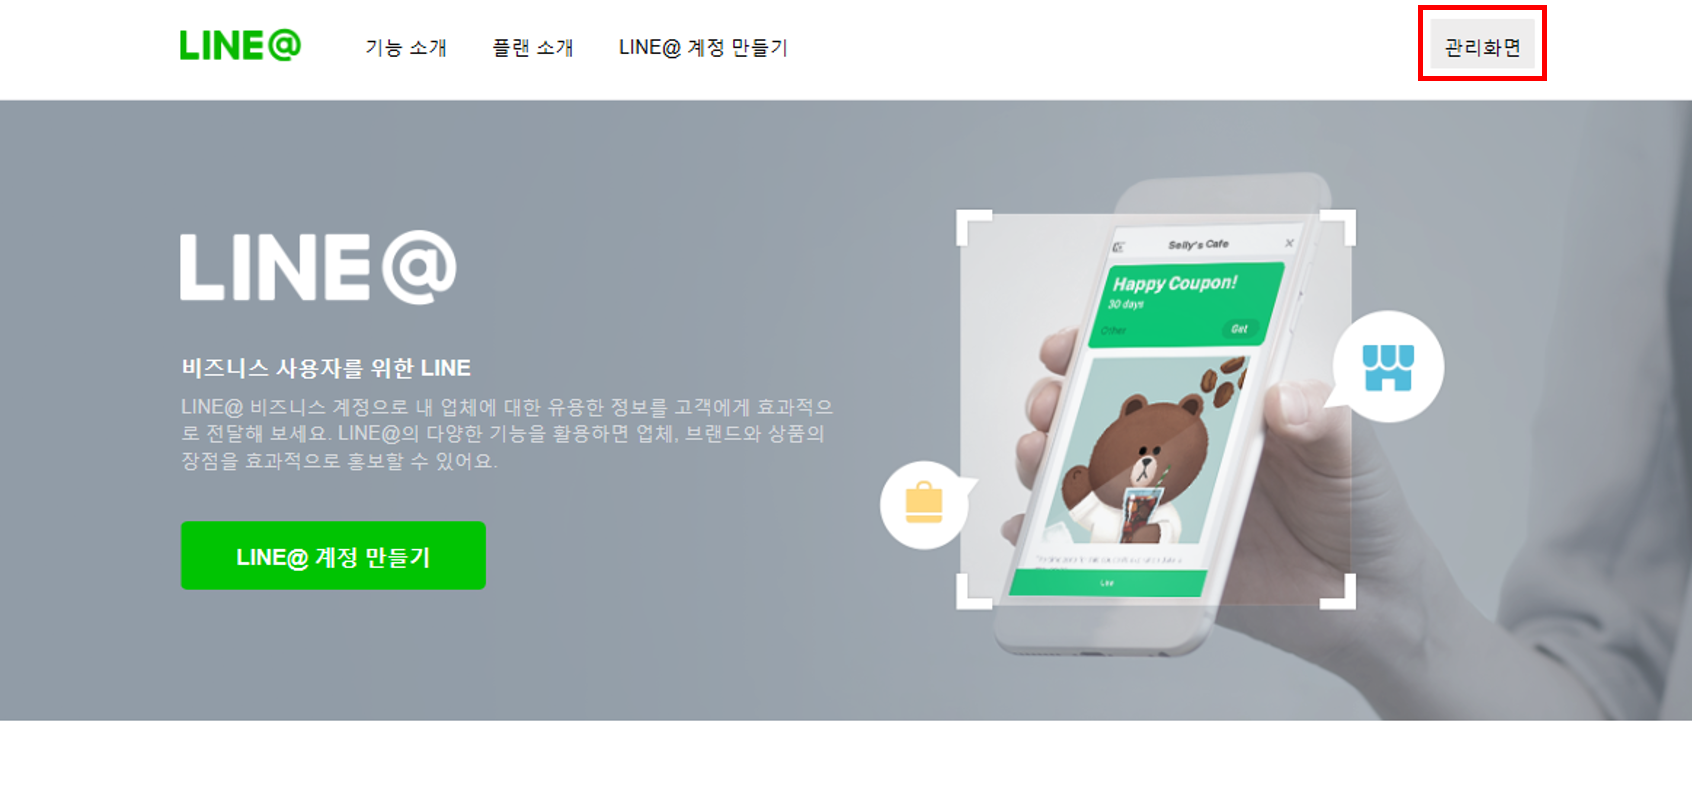 LINE@
기능 소개
플랜 소개
LINE@ 계정 만들기
관리화면
LINE@
비즈니스 사용자를 위한 LINE
LINE@ 비즈니스 계정으로 내 업체에 대한 유용한 정보를 고객에게 효과적으
로 전달해 보세요. LINE@의 다양한 기능을 활용하면 업체, 브랜드와 상품의
장점을 효과적으로 홍보할 수 있어요.
LINE@ 계정 만들기
Selly's Cafe
Happy Coupon!
30 days
Other
Get